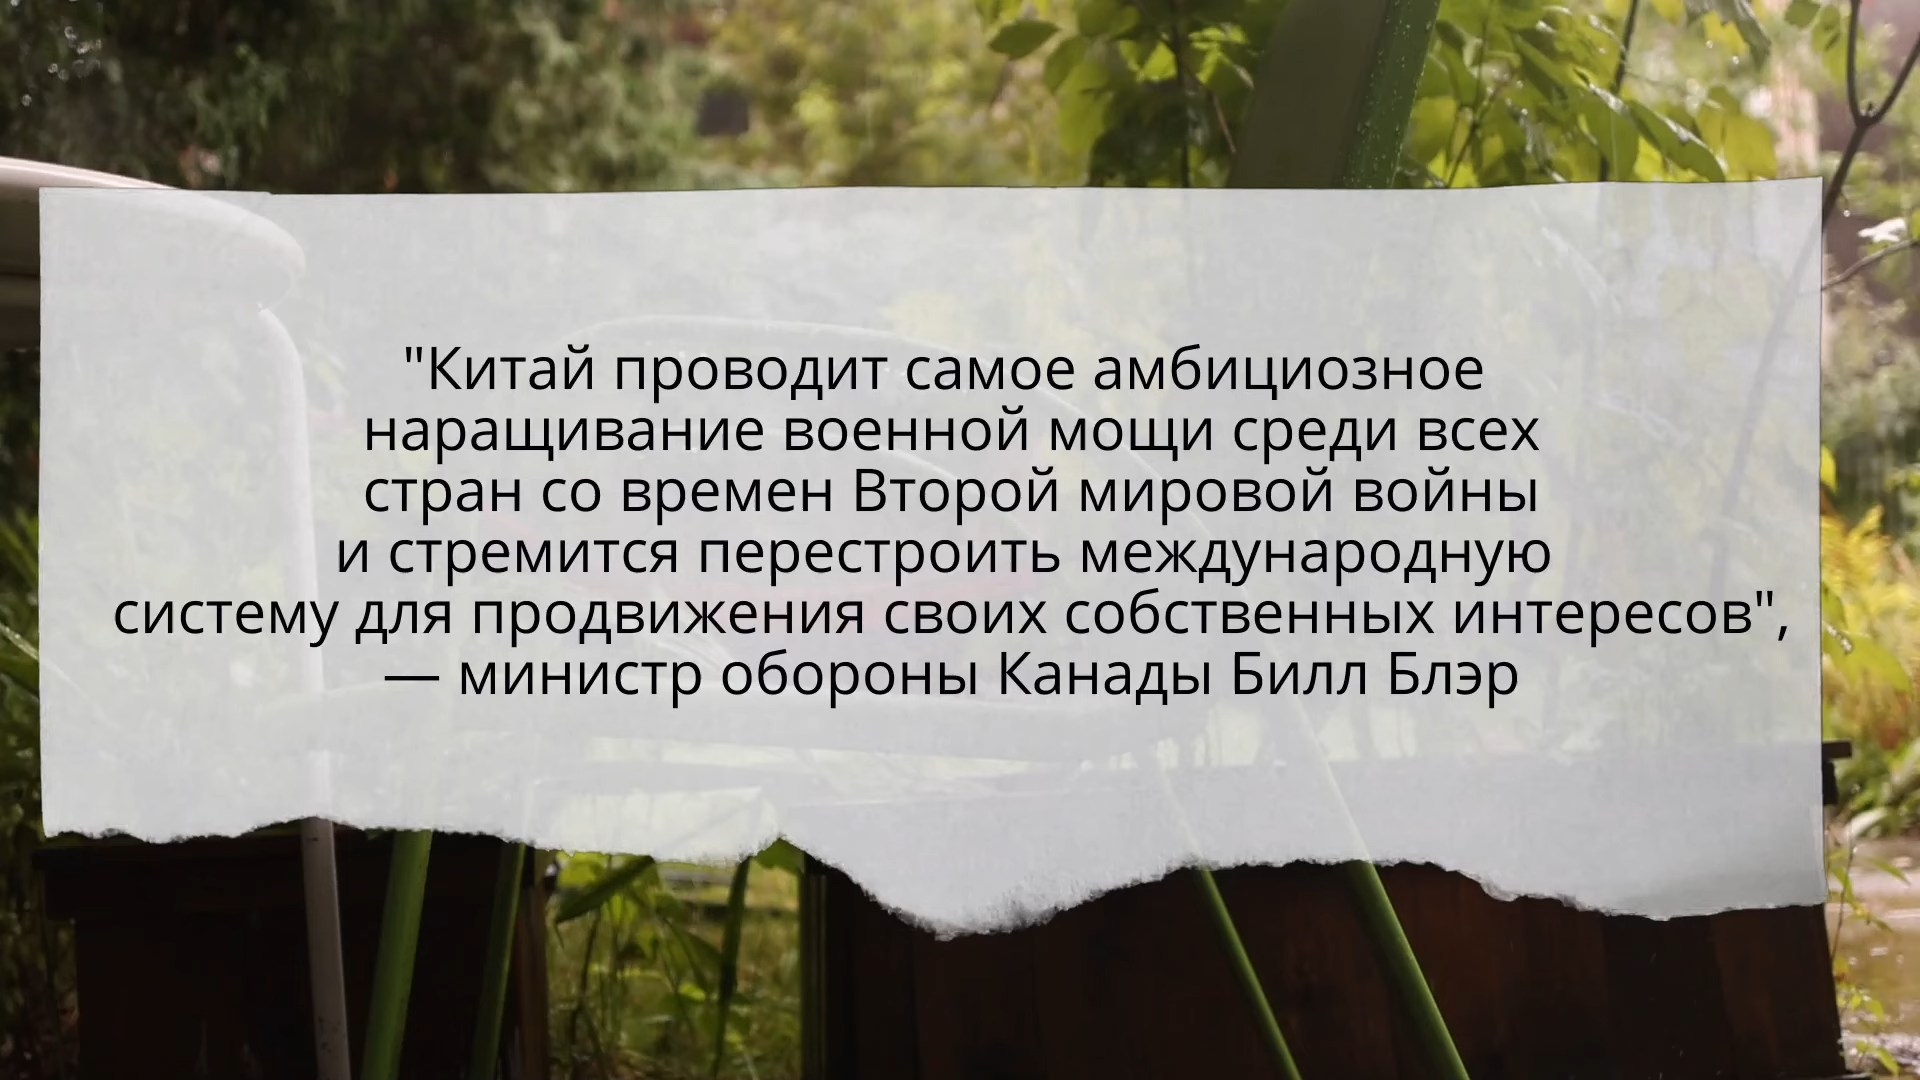 "Китай проводит самое амбициозное
наращивание военной мощи среди всех
стран со времен Второй мировой войны
и стремится перестроить международную
систему для продвижения своих собственных интересов",
— министр обороны Канады Билл Блэр